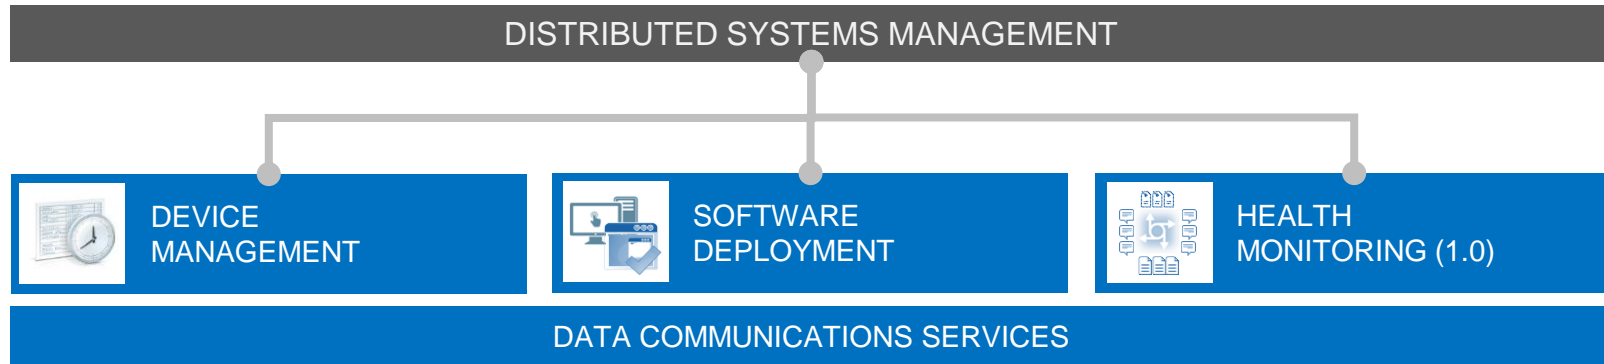 DISTRIBUTED SYSTEMS MANAGEMENT
DEVICE
MANAGEMENT
SOFTWARE
DEPLOYMENT
HEALTH
MONITORING (1.0)
DATA COMMUNICATIONS SERVICES